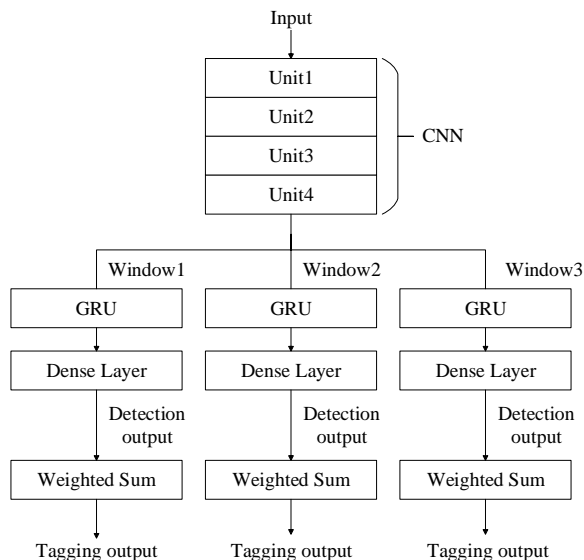 Input
Unit1
Unit2
Unit3
Unit4
CNN
Window1
Window2
Window3
GRU
GRU
GRU
Dense Layer
Dense Layer
Dense Layer
Detection
output
Detection
output
Detection
output
Weighted Sum
Weighted Sum
Weighted Sum
Tagging output
Tagging output
Tagging output